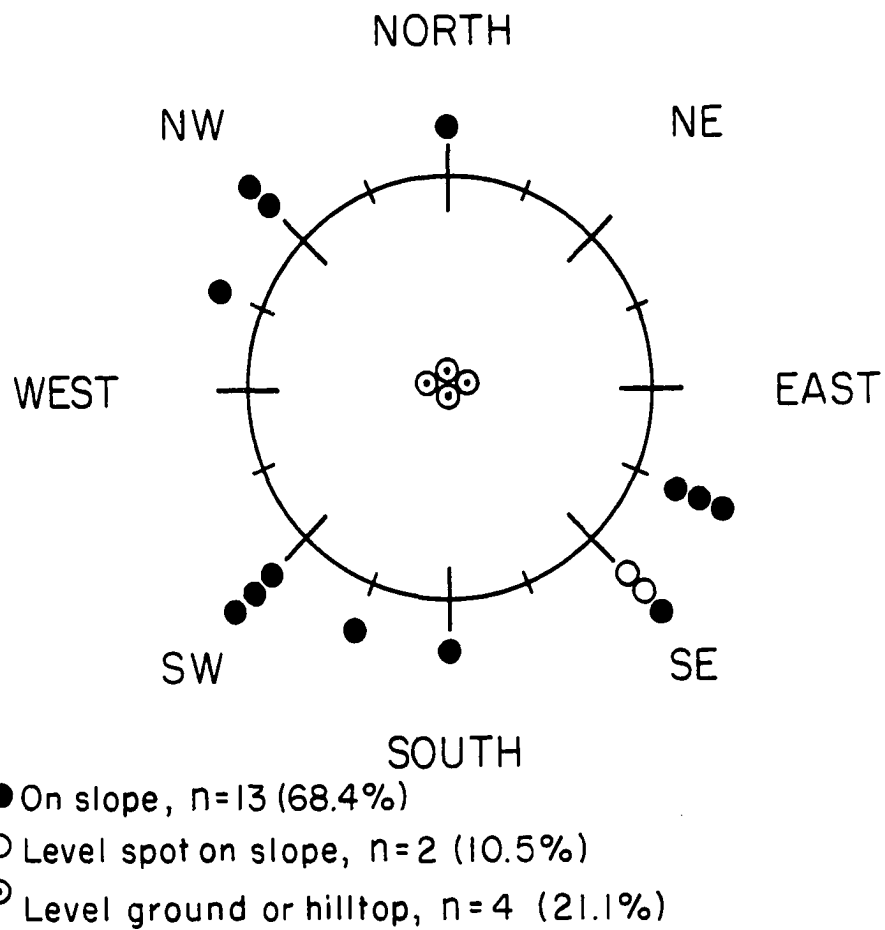 NORTH
NW
NE
WEST
EAST
SW
SE
SOUTH
On slope, n=13 (68.4%)
Level spot on slope, n=2 (10.5%)
Level ground or hilltop, n=4 (21.1%)